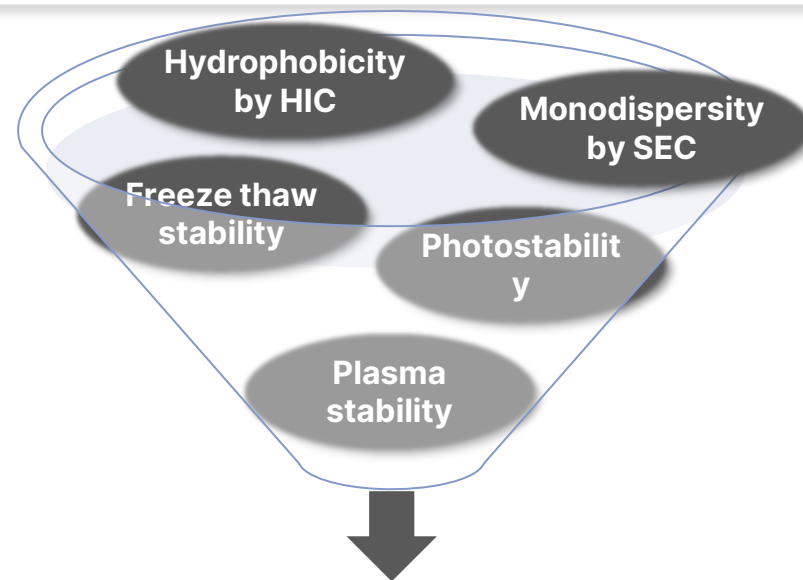 Hydrophobicity
by HIC
Monodispersity
by SEC
Freeze thaw
stability
Photostabilit
y
Plasma
stability